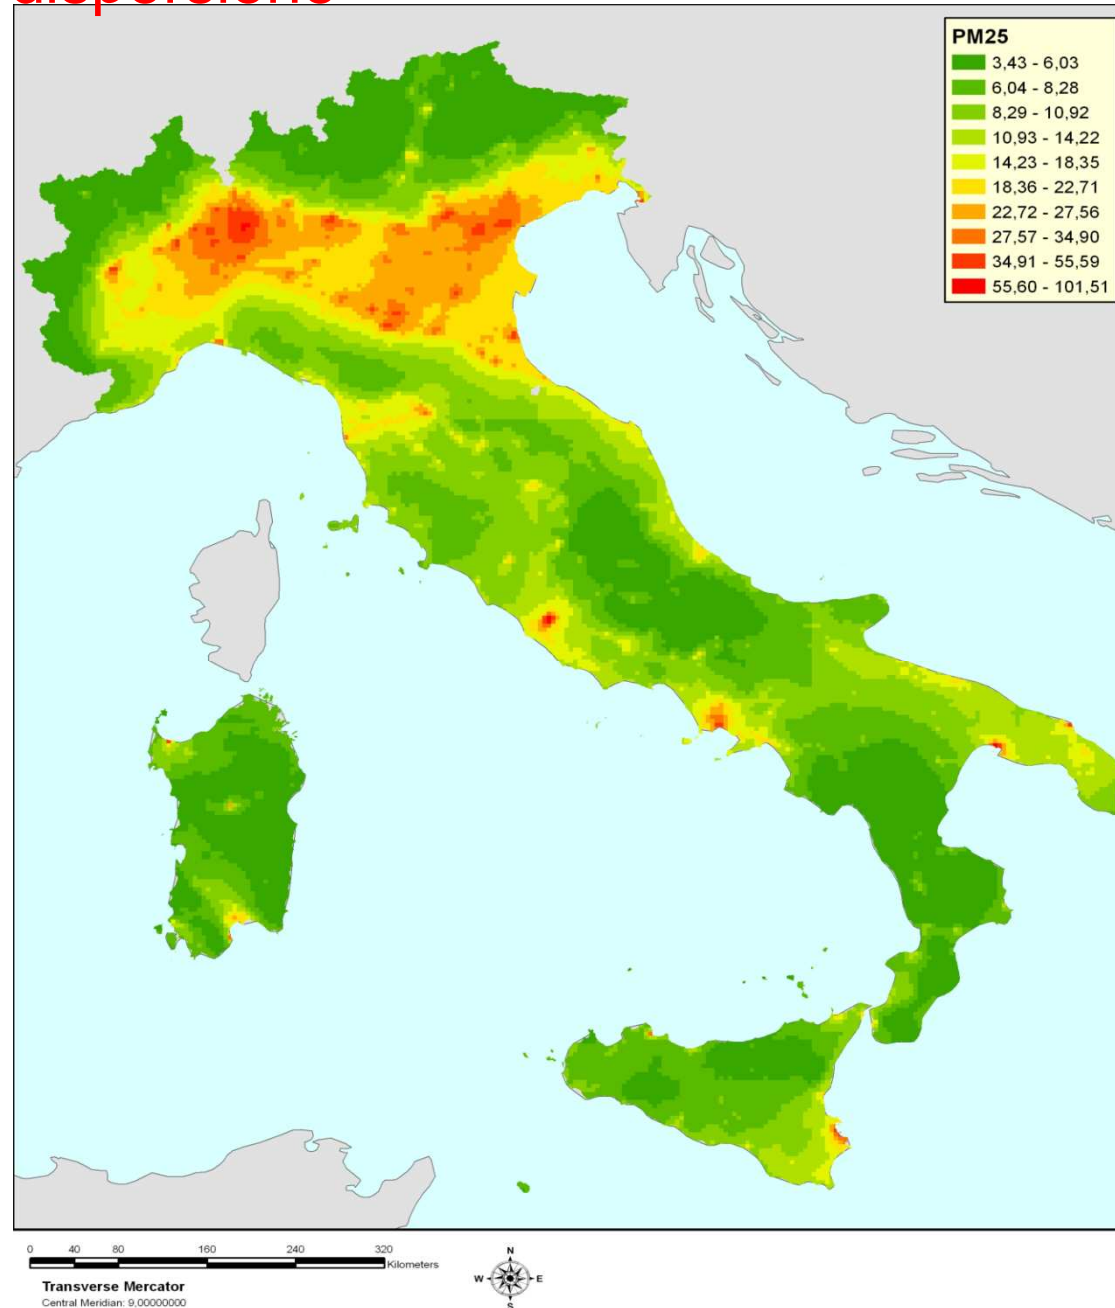 dispersione
PM25
3,43 - 6,03
6,04 - 8,28
8,29 - 10,92
10,93 - 14,22
14,23 - 18,35
18,36 - 22,71
22,72 - 27,56
27,57 - 34,90
34,91 - 55,59
55,60 - 101,51
0 40 80 160 240 320
Kilometers
Transverse Mercator
Central Meridian: 9,00000000
N
W E
S